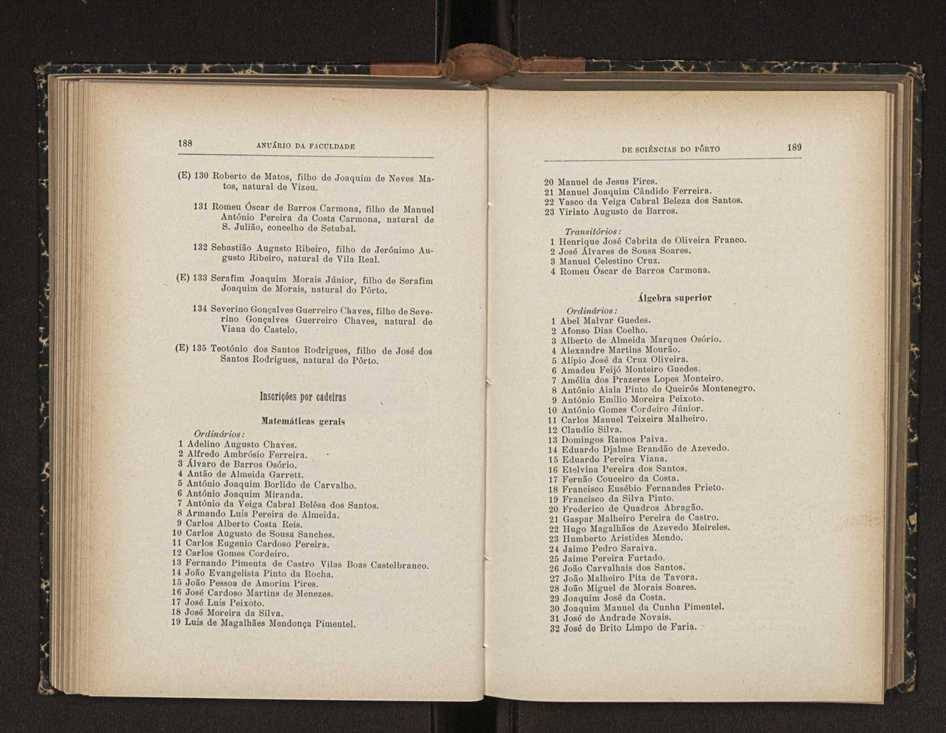 188
ANUÁRIO DA FACULDADE
(E) 130 Roberto de Matos, filho de Joaquim de Neves Ma-
tos, natural de Vizeu.
131 Romeu Óscar de Barros Carmona, filho de Manuel
António Pereira da Costa Carmona, natural de
S. Julião, concelho de Setubal.
132 Sebastião Augusto Ribeiro, filho de Jerónimo Au-
gusto Ribeiro, natural de Vila Real.
(E) 133 Serafim Joaquim Morais Júnior, filho de Serafim
Joaquim de Morais, natural do Pôrto.
134 Severino Gonçalves Guerreiro Chaves, filho de Seve-
rino Gonçalves Guerreiro Chaves, natural de
Viana do Castelo.
(E) 135 Teotónio dos Santos Rodrigues, filho de José dos
Santos Rodrigues, natural do Pôrto.
Inscrições por cadeiras
Matemáticas gerais
Ordinários:
1 Adelino Augusto Chaves.
2 Alfredo Ambrósio Ferreira.
3 Álvaro de Barros Osório.
4 Antão de Almeida Garrett.
5 António Joaquim Borlido de Carvalho.
6 António Joaquim Miranda.
7 António da Veiga Cabral Belêsa dos Santos.
8 Armando Luís Pereira de Almeida.
9 Carlos Alberto Costa Reis.
10 Carlos Augusto de Sousa Sanches.
11 Carlos Eugenio Cardoso Pereira.
12 Carlos Gomes Cordeiro.
13 Fernando Pimenta de Castro Vilas Boas Castelbranco.
14 João Evangelista Pinto da Rocha.
15 João Pessoa de Amorim Pires.
16 José Cardoso Martins de Menezes.
17 José Luís Peixoto.
18 José Moreira da Silva.
19 Luís de Magalhães Mendonça Pimentel.
DE SCIÊNCIAS DO PÔRTO
189
20 Manuel de Jesus Pires.
21 Manuel Joaquim Cândido Ferreira.
22 Vasco da Veiga Cabral Beleza dos Santos.
23 Viriato Augusto de Barros.
Transitórios:
1 Henrique José Cabrita de Oliveira Franco.
2 José Álvares de Sousa Soares.
3 Manuel Celestino Cruz.
4 Romeu Óscar de Barros Carmona.
Álgebra superior
Ordinários:
1 Abel Malvar Guedes.
2 Afonso Dias Coelho.
3 Alberto de Almeida Marques Osório.
4 Alexandre Martins Mourão.
5 Alípio José da Cruz Oliveira.
6 Amadeu Feijó Monteiro Guedes.
7 Amélia dos Prazeres Lopes Monteiro.
8 António Aiala Pinto de Queirós Montenegro.
9 António Emílio Moreira Peixoto.
10 António Gomes Cordeiro Júnior.
11 Carlos Manuel Teixeira Malheiro.
12 Claudio Silva.
13 Domingos Ramos Paiva.
14 Eduardo Djalme Brandão de Azevedo.
15 Eduardo Pereira Viana.
16 Etelvina Pereira dos Santos.
17 Fernão Couceiro da Costa.
18 Francisco Eusébio Fernandes Prieto.
19 Francisco da Silva Pinto.
20 Frederico de Quadros Abragão.
21 Gaspar Malheiro Pereira de Castro.
22 Hugo Magalhães de Azevedo Meireles.
23 Humberto Aristides Mendo.
24 Jaime Pedro Saraiva.
25 Jaime Pereira Furtado.
26 João Carvalhais dos Santos.
27 João Malheiro Pita de Tavora.
28 João Miguel de Morais Soares.
29 Joaquim José da Costa.
30 Joaquim Manuel da Cunha Pimentel.
31 José de Andrade Novais.
32 José de Brito Limpo de Faria.